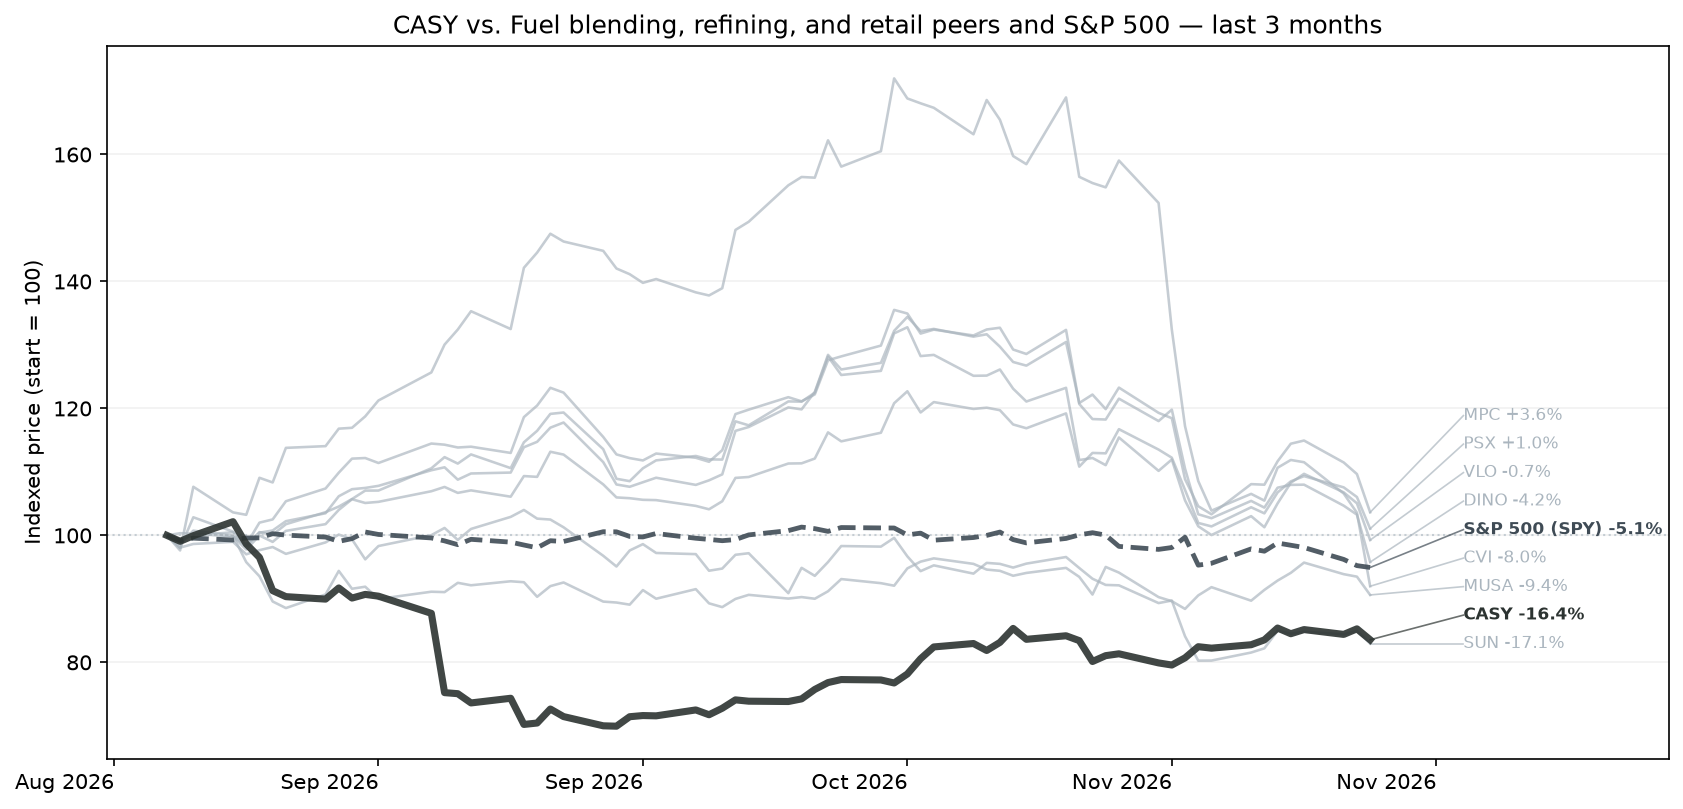 CASY vs. Fuel blending, refining, and retail peers and S&P 500 — last 3 months
Indexed price (start = 100)
160
140
120
100
80
MPC +3.6%
PSX +1.0%
VLO -0.7%
DINO -4.2%
S&P 500 (SPY) -5.1%
CVI -8.0%
MUSA -9.4%
CASY -16.4%
SUN -17.1%
Aug 2026
Sep 2026
Sep 2026
Oct 2026
Nov 2026
Nov 2026